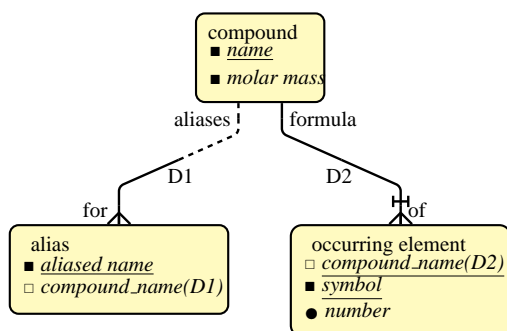 compound
name
molar mass
aliases formula
D1 D2
for of
alias
aliased name
compound_name(D1)
occurring element
compound_name(D2)
symbol
number